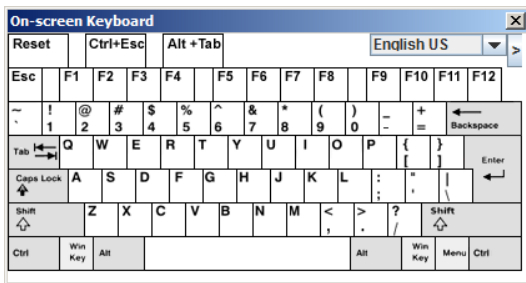 On-screen Keyboard X
Reset Ctrl+Esc Alt +Tab English US >
Esc F1 F2 F3 F4 F5 F6 F7 F8 F9 F10 F11 F12
~ ! @ # $ % ^ & * ( ) _ +
` 1 2 3 4 5 6 7 8 9 0 - = Backspace
Tab Q W E R T Y U I O P { }
[ ] Enter
Caps Lock A S D F G H J K L : " |
; ' \
Shift Z X C V B N M < > ? Shift
, . /
Ctrl Win Key Alt Alt Win Key Menu Ctrl